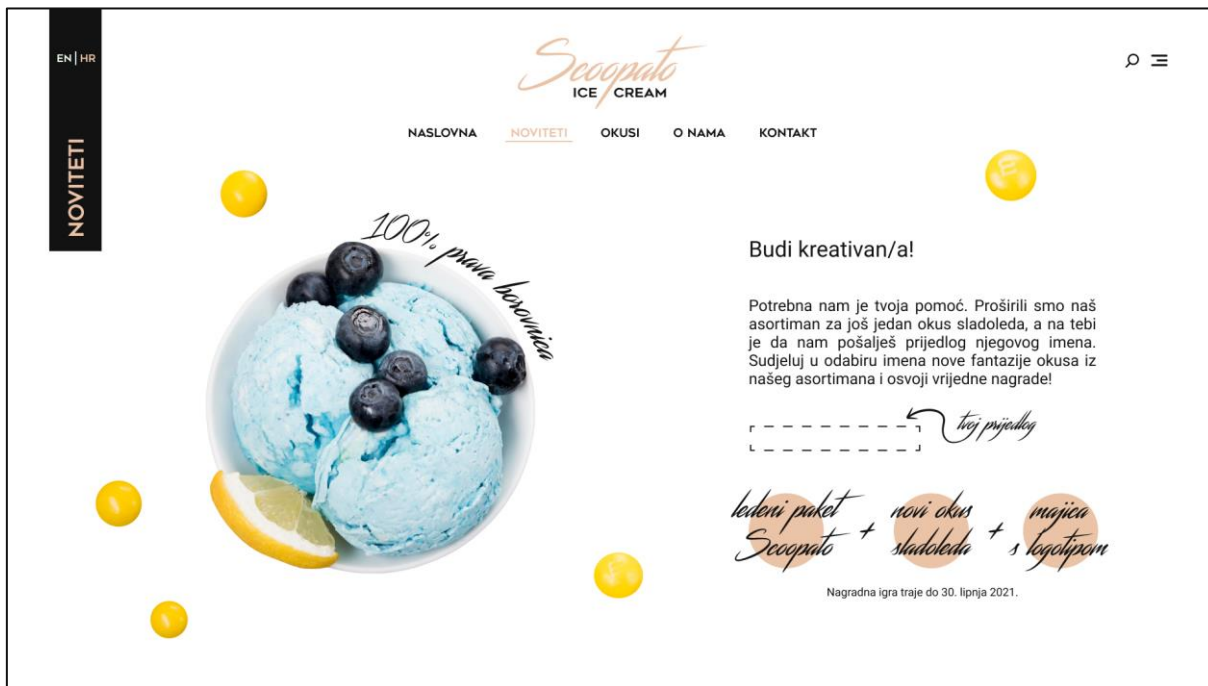 EN|HR
NOVITETI
Scoopato
ICE CREAM
NASLOVNA NOVITETI OKUSI O NAMA KONTAKT
100% prava borovnica
Budi kreativan/a!
Potrebna nam je tvoja pomoć. Proširili smo naš
asortiman za još jedan okus sladoleda, a na tebi
je da nam pošalješ prijedlog njegovog imena.
Sudjeluj u odabiru imena nove fantazije okusa iz
našeg asortimana i osvoji vrijedne nagrade!
tvoj prijedlog
ledeni paket
Scoopato
+
novi okus
sladoleda
+
majica
s logotipom
Nagradna igra traje do 30. lipnja 2021.